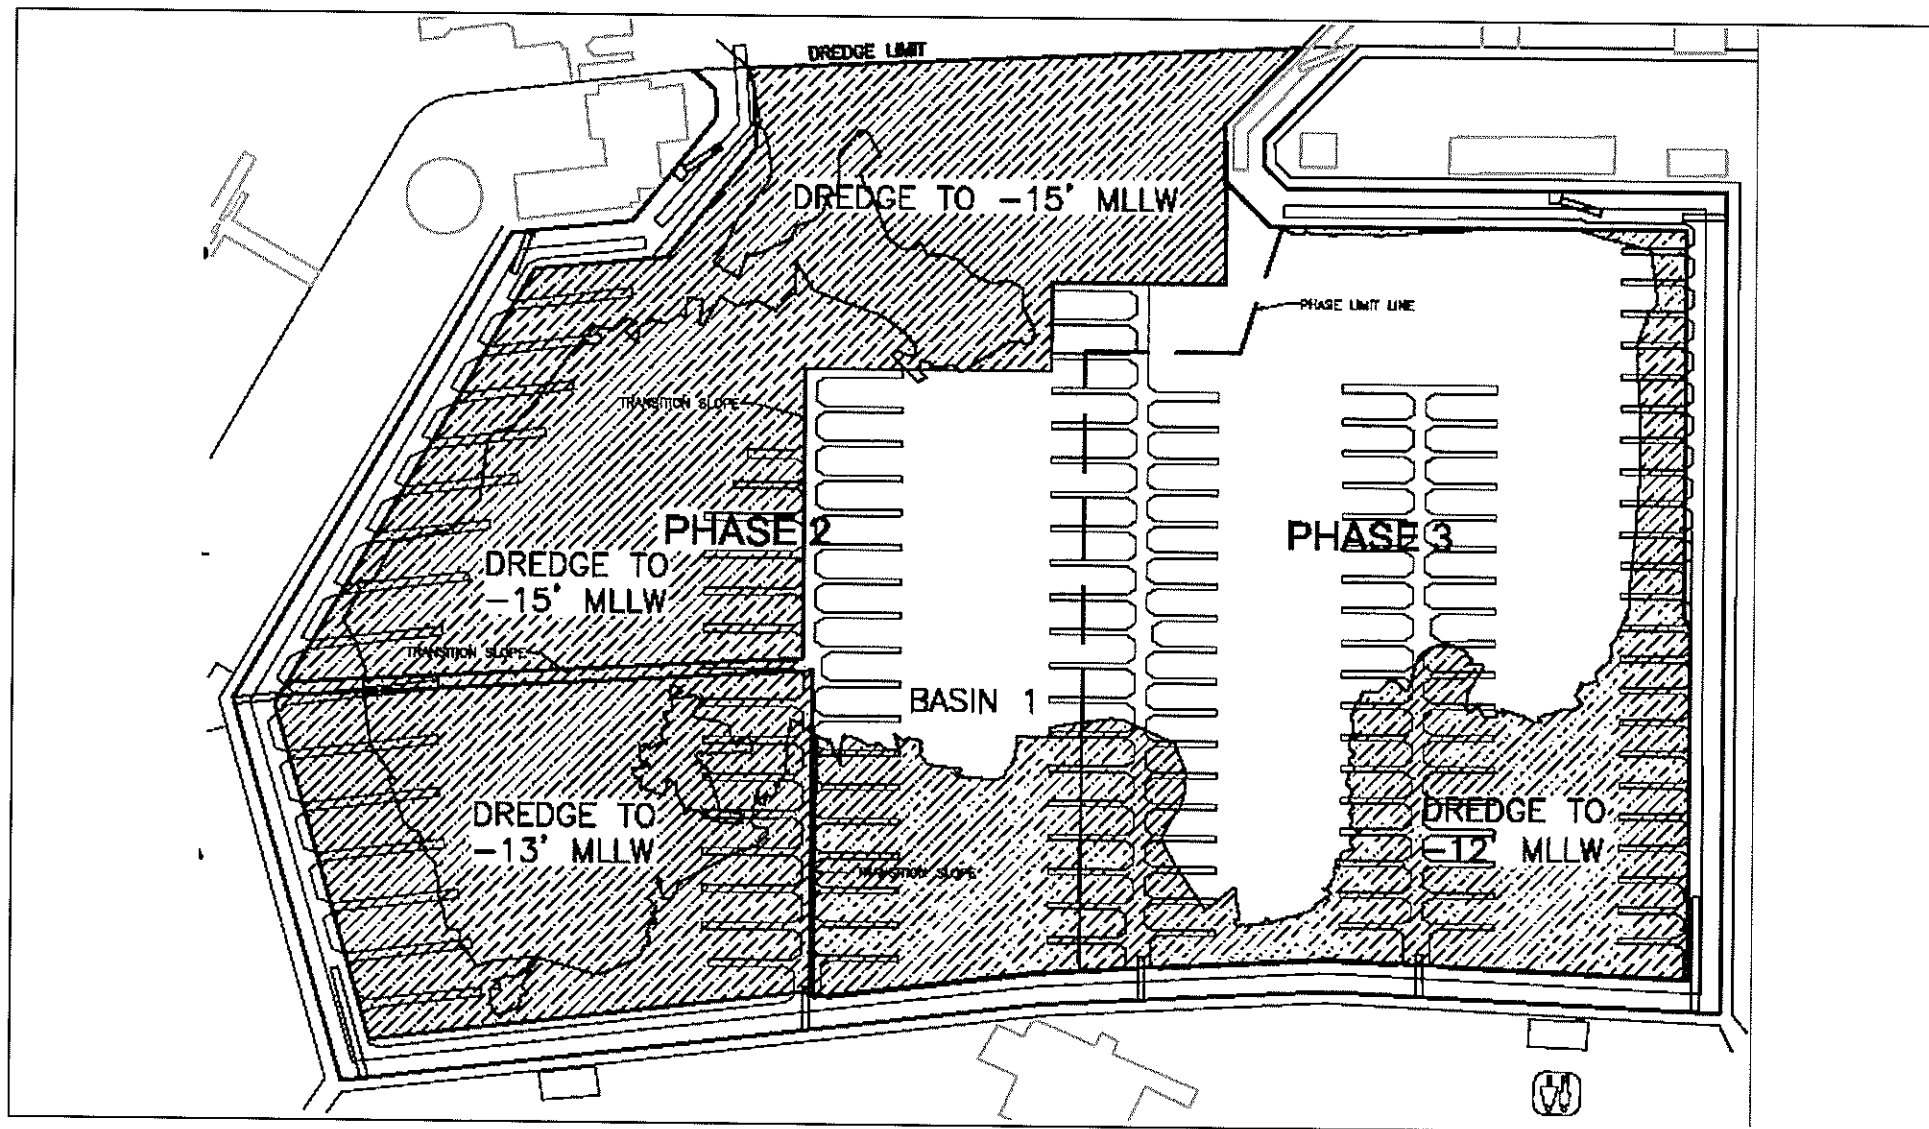 DREDGE LIMIT
DREDGE TO -15' MLLW
PHASE LIMIT LINE
TRANSITION SLOPE
PHASE 2
PHASE 3
DREDGE TO
-15' MLLW
TRANSITION SLOPE
BASIN 1
DREDGE TO
-13' MLLW
DREDGE TO
-12' MLLW
TRANSITION SLOPE